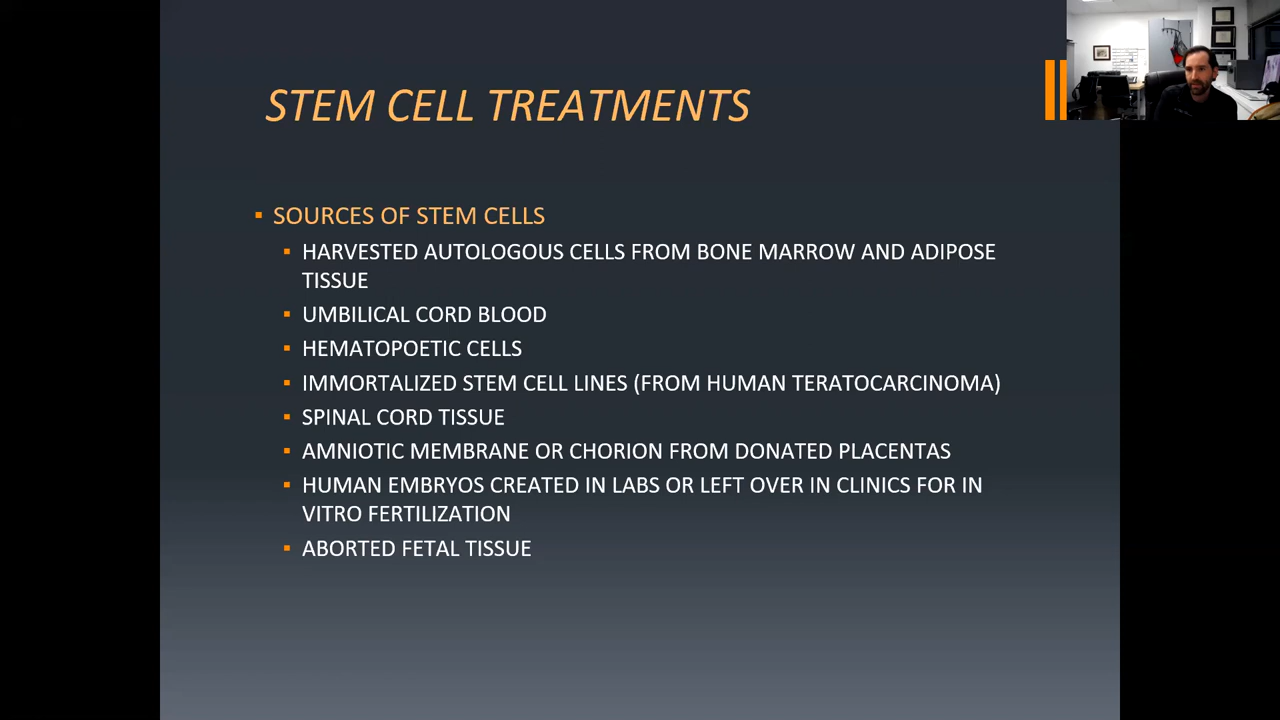 STEM CELL TREATMENTS
▪ SOURCES OF STEM CELLS
▪ HARVESTED AUTOLOGOUS CELLS FROM BONE MARROW AND ADIPOSE
TISSUE
▪ UMBILICAL CORD BLOOD
▪ HEMATOPOETIC CELLS
▪ IMMORTALIZED STEM CELL LINES (FROM HUMAN TERATOCARCINOMA)
▪ SPINAL CORD TISSUE
▪ AMNIOTIC MEMBRANE OR CHORION FROM DONATED PLACENTAS
▪ HUMAN EMBRYOS CREATED IN LABS OR LEFT OVER IN CLINICS FOR IN
VITRO FERTILIZATION
▪ ABORTED FETAL TISSUE